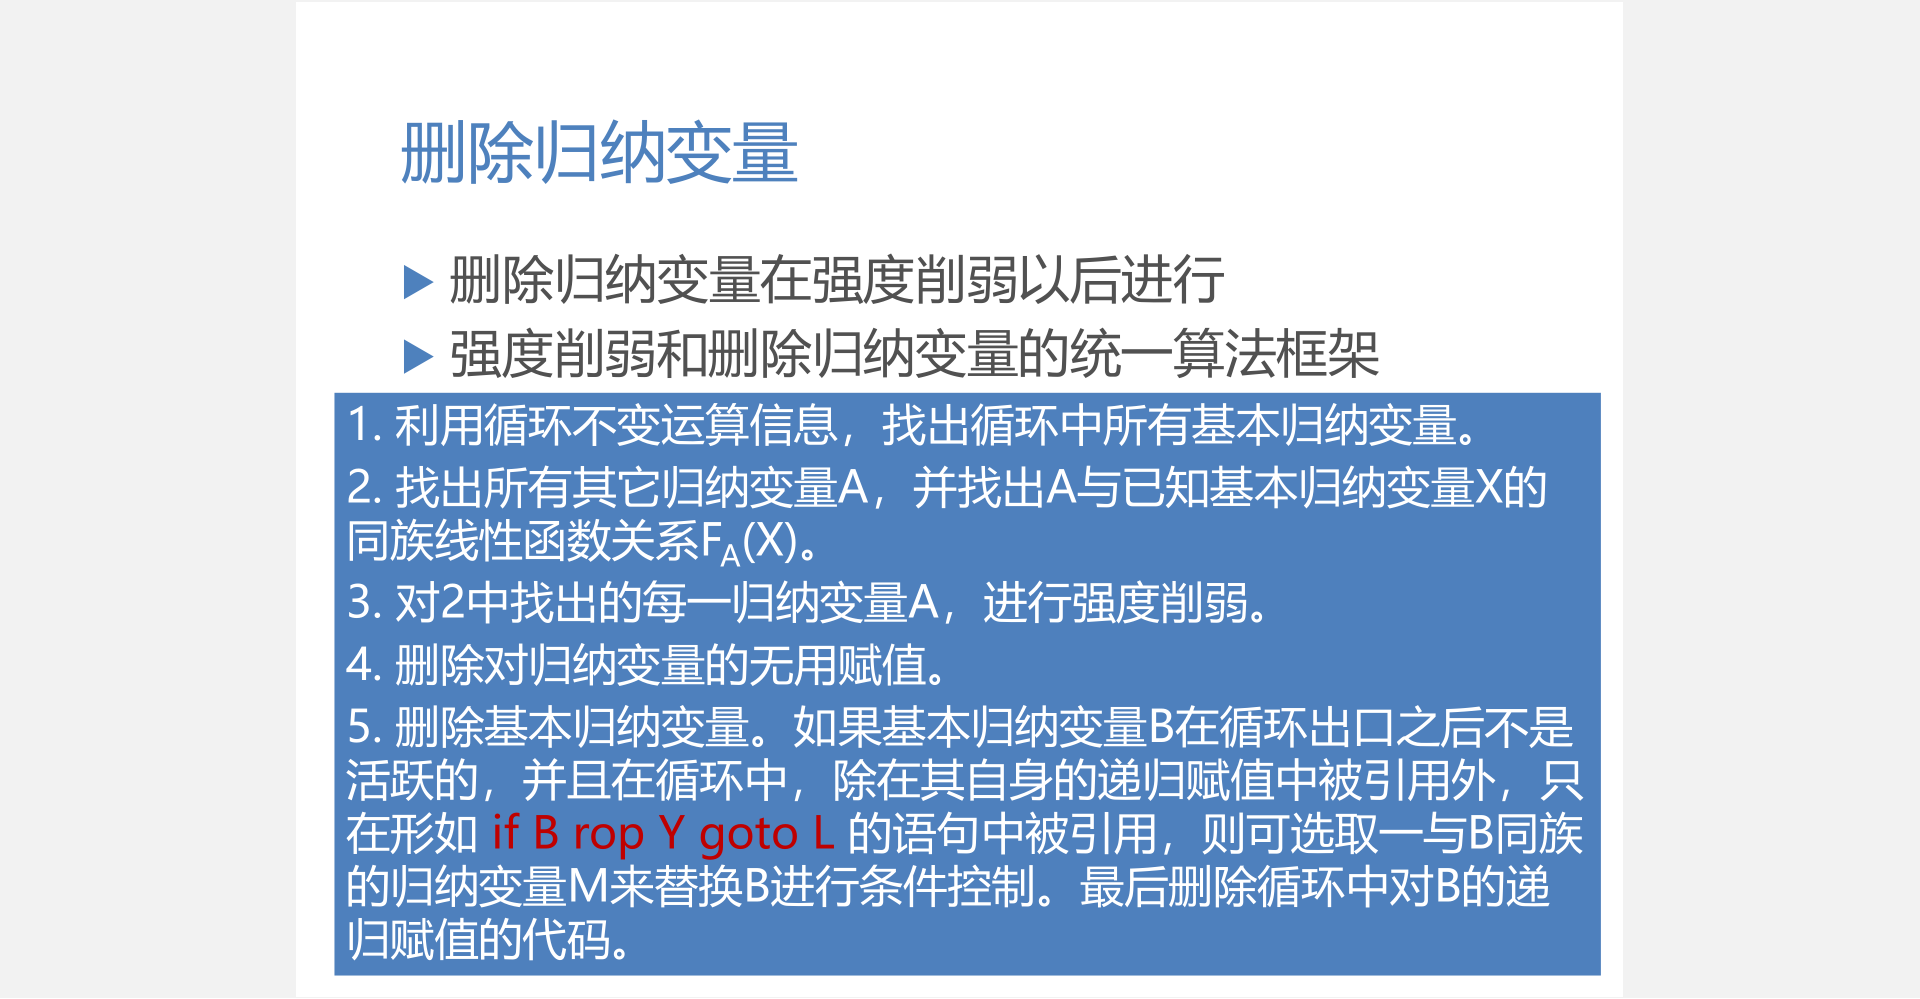 删除归纳变量
删除归纳变量在强度削弱以后进行
强度削弱和删除归纳变量的统一算法框架
1. 利用循环不变运算信息，找出循环中所有基本归纳变量。
2. 找出所有其它归纳变量A，并找出A与已知基本归纳变量X的
同族线性函数关系F_A(X)。
3. 对2中找出的每一归纳变量A，进行强度削弱。
4. 删除对归纳变量的无用赋值。
5. 删除基本归纳变量。如果基本归纳变量B在循环出口之后不是
活跃的，并且在循环中，除在其自身的递归赋值中被引用外，只
在形如 if B rop Y goto L 的语句中被引用，则可选取一与B同族
的归纳变量M来替换B进行条件控制。最后删除循环中对B的递
归赋值的代码。